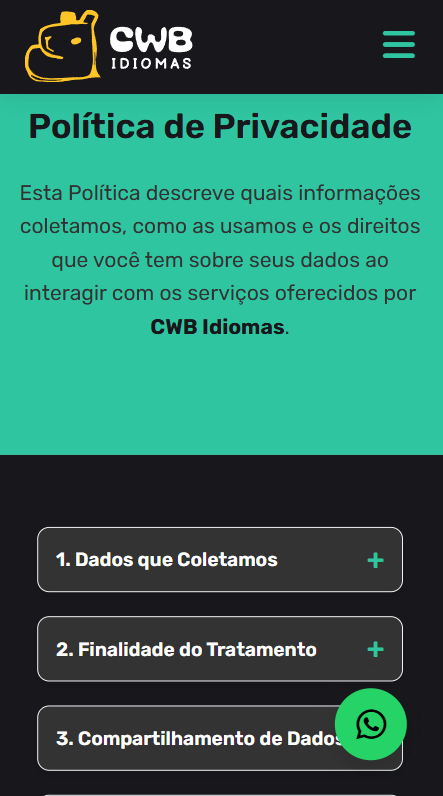 CWB
IDIOMAS
Política de Privacidade
Esta Política descreve quais informações
coletamos, como as usamos e os direitos
que você tem sobre seus dados ao
interagir com os serviços oferecidos por
CWB Idiomas.
1. Dados que Coletamos
2. Finalidade do Tratamento
3. Compartilhamento de Dados